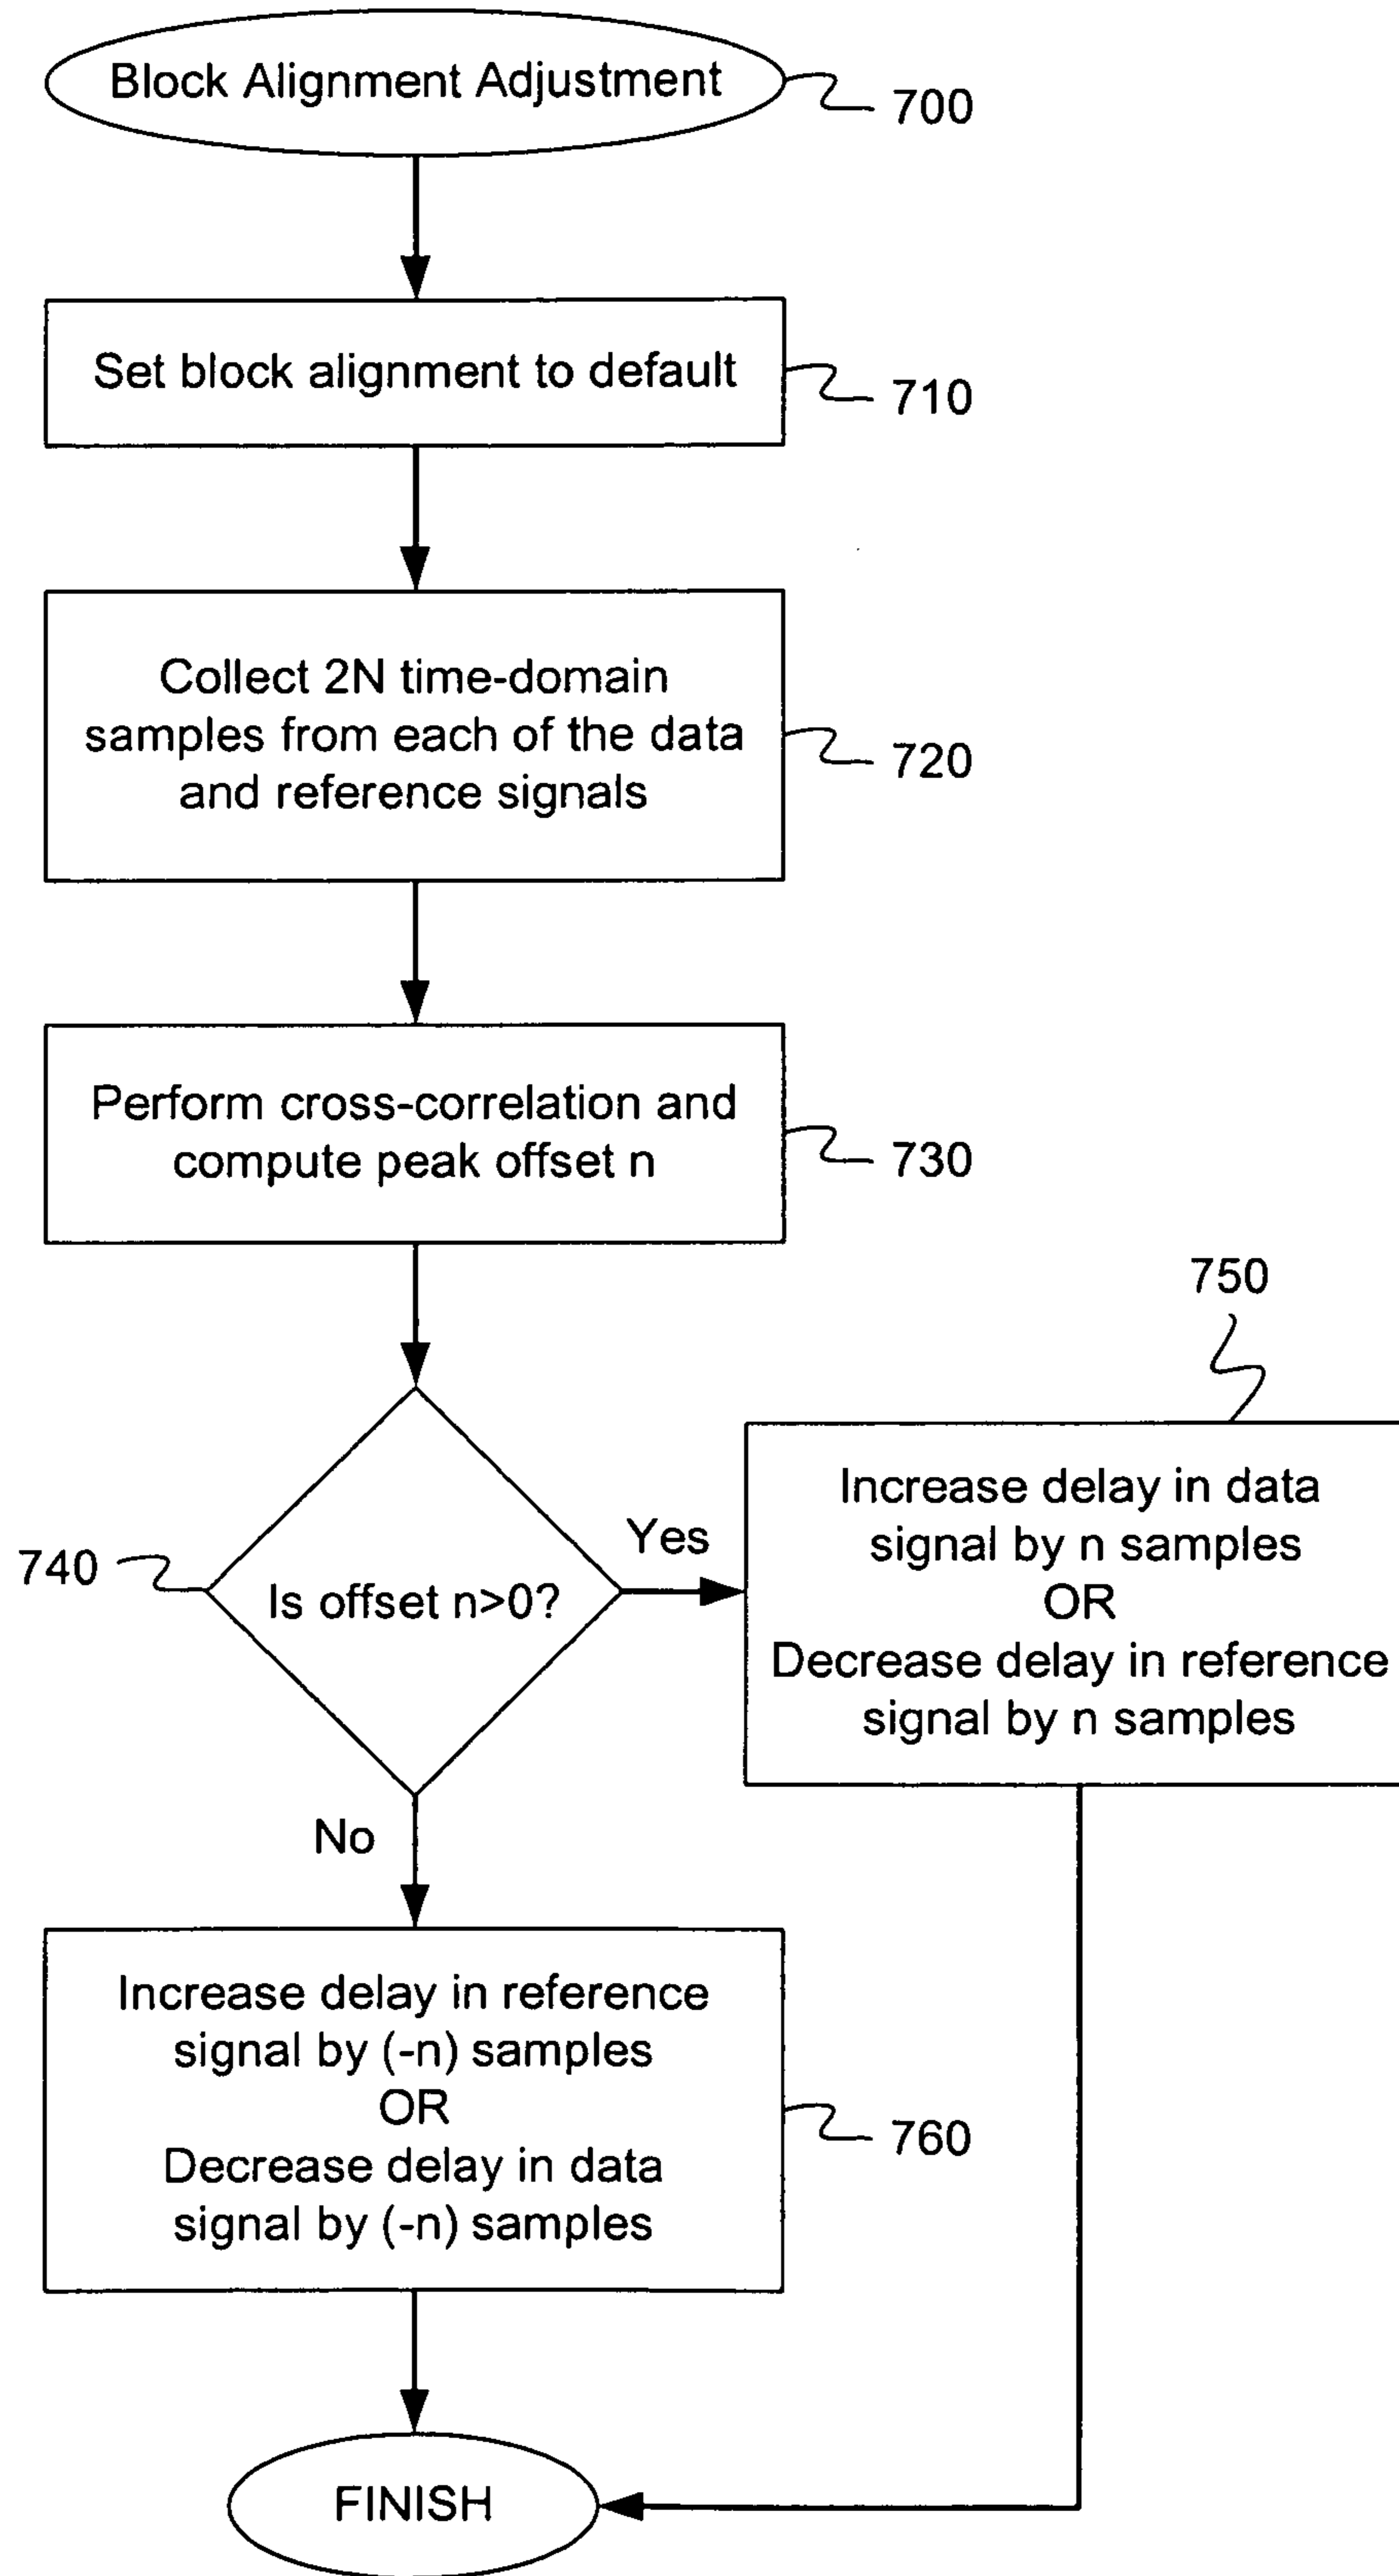 Block Alignment Adjustment
700
Set block alignment to default
710
Collect 2N time-domain
samples from each of the data
and reference signals
720
Perform cross-correlation and
compute peak offset n
730
740
Is offset n>0?
Yes
No
750
Increase delay in data
signal by n samples
OR
Decrease delay in reference
signal by n samples
Increase delay in reference
signal by (-n) samples
OR
Decrease delay in data
signal by (-n) samples
760
FINISH